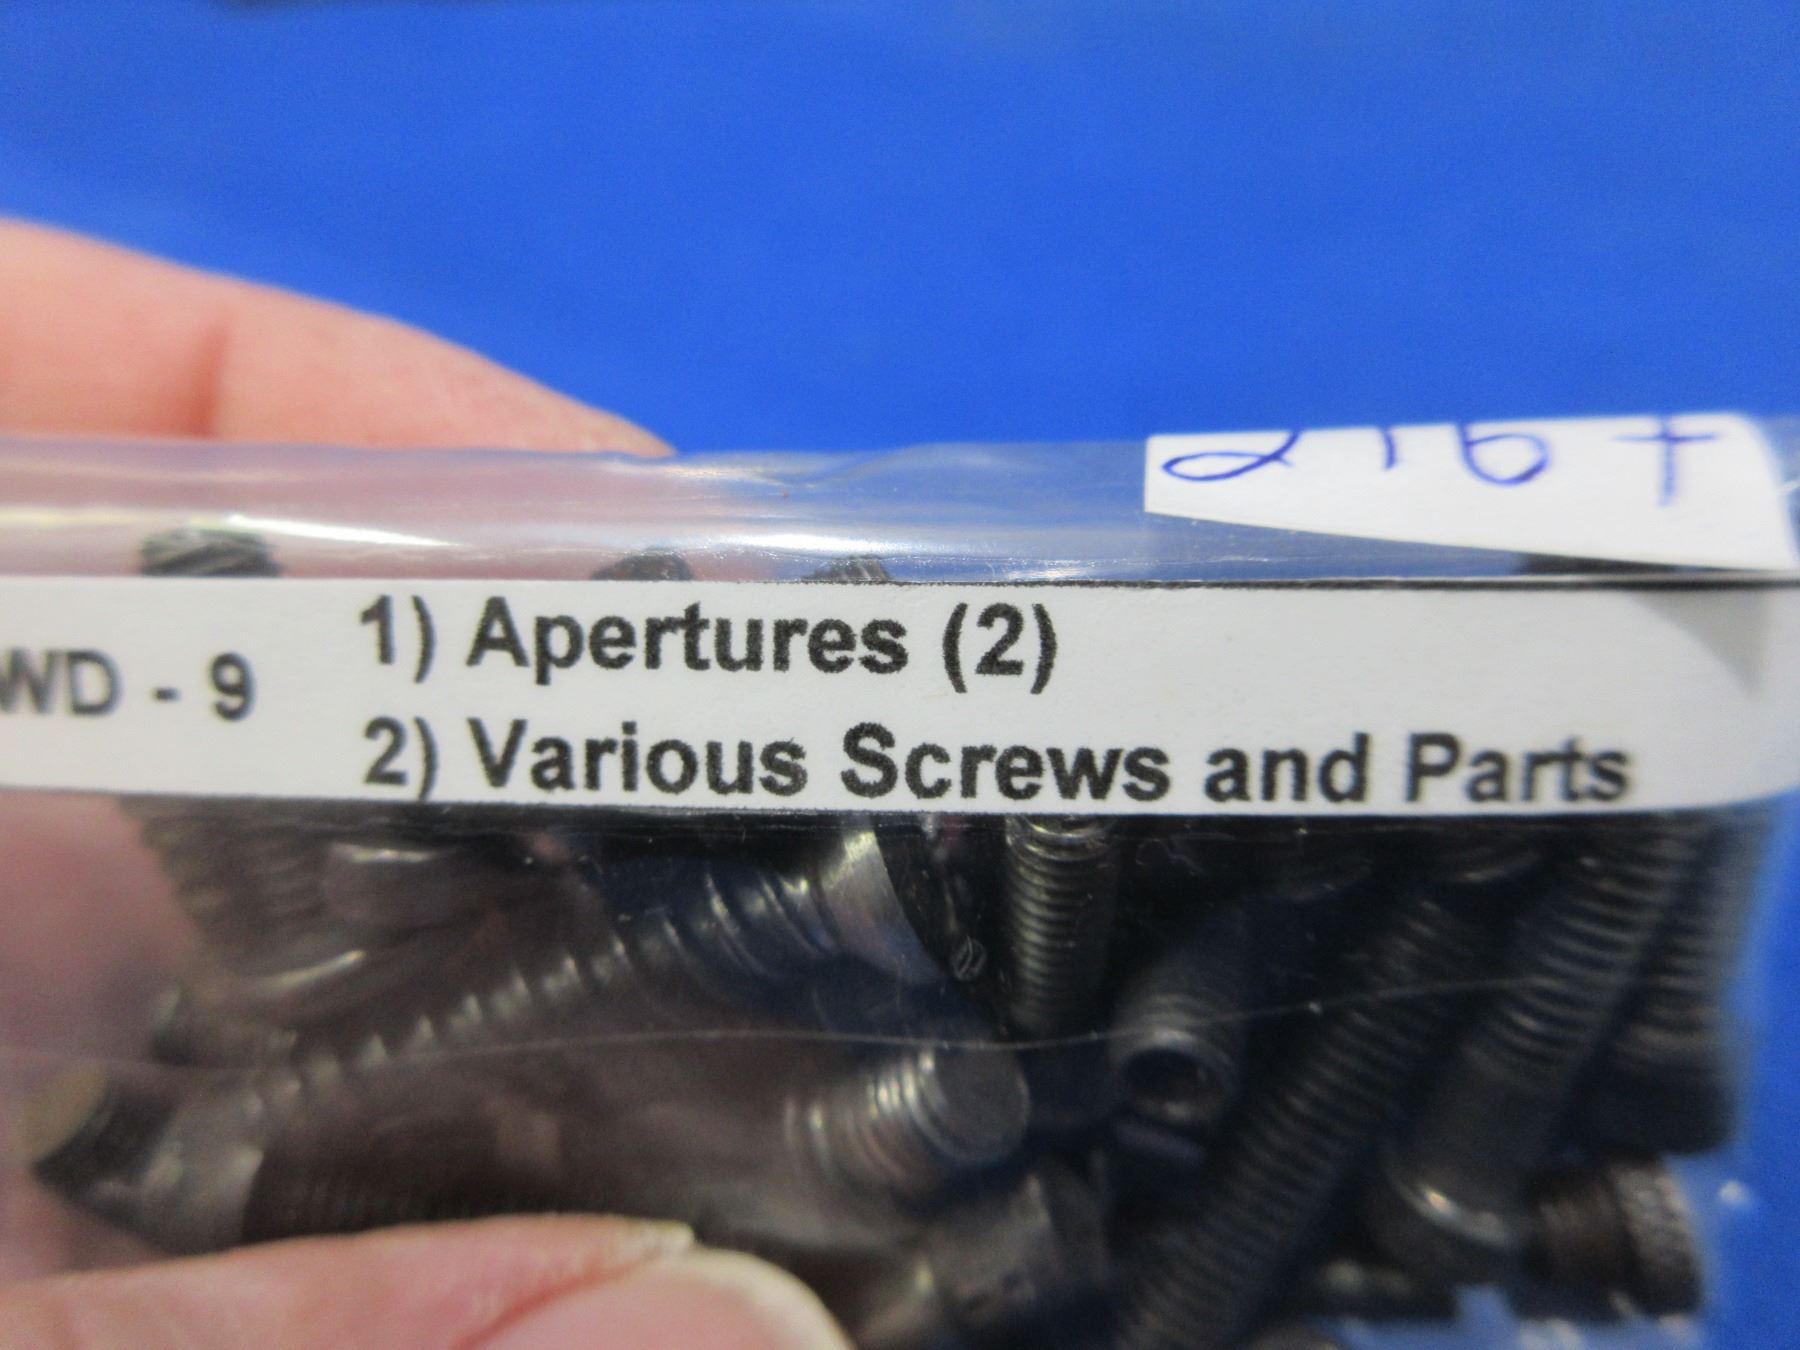 WD - 9
1) Apertures (2)
2) Various Screws and Parts